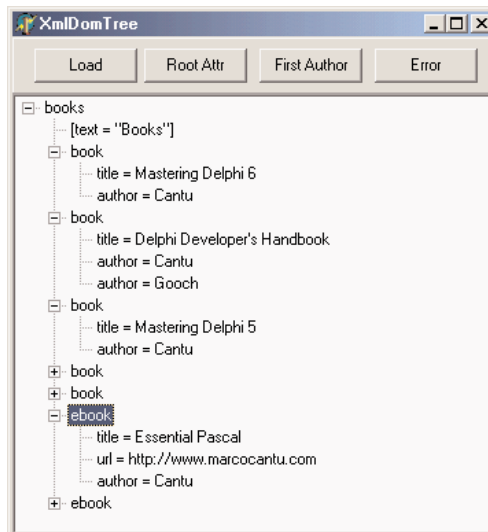 XmlDomTree
Load Root Attr First Author Error
books
[text = "Books"]
book
title = Mastering Delphi 6
author = Cantu
book
title = Delphi Developer's Handbook
author = Cantu
author = Gooch
book
title = Mastering Delphi 5
author = Cantu
book
book
ebook
title = Essential Pascal
url = http://www.marcocantu.com
author = Cantu
ebook